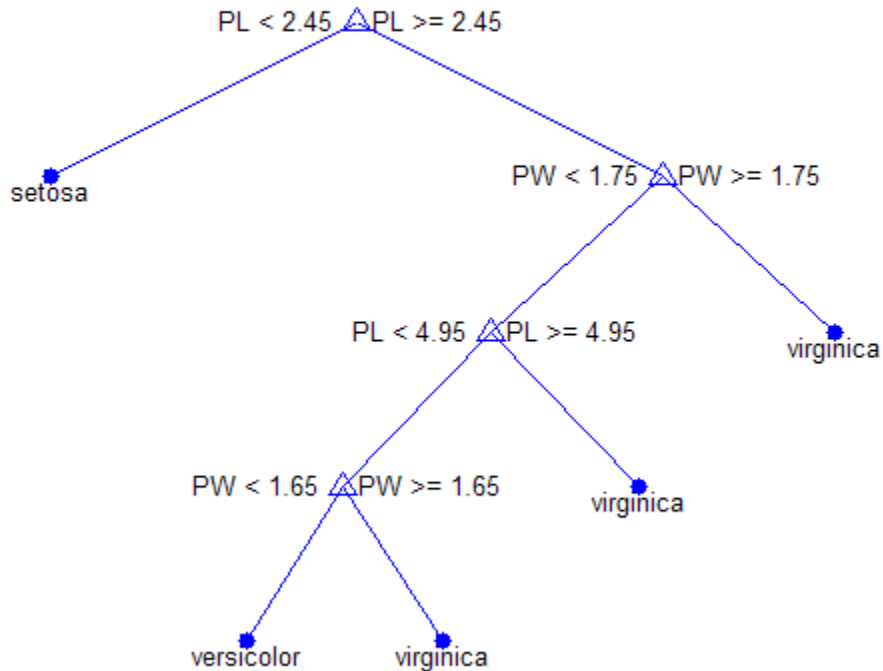 PL < 2.45 PL >= 2.45
setosa
PW < 1.75 PW >= 1.75
PL < 4.95 PL >= 4.95
virginica
PW < 1.65 PW >= 1.65
virginica
versicolor
virginica